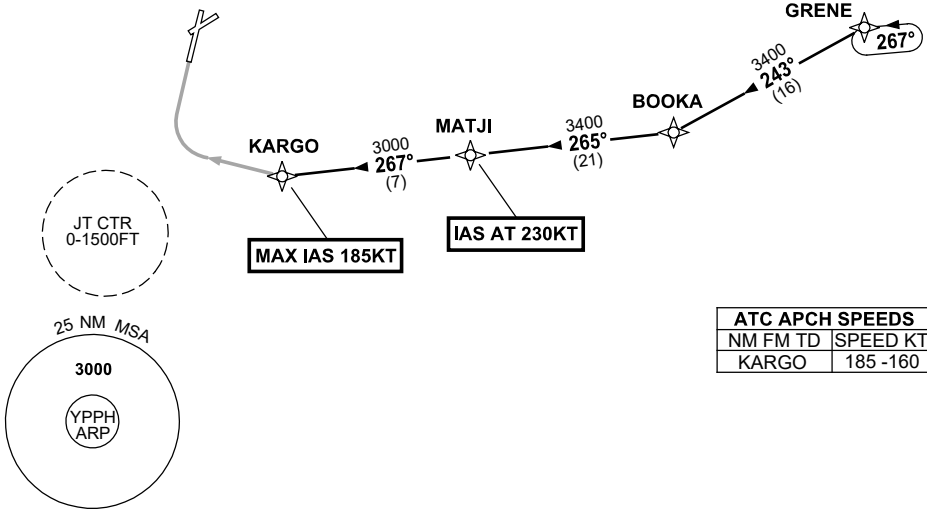 GRENE
267°
3400
243°
(16)
BOOKA
3400
265°
(21)
MATJI
3000
267°
(7)
KARGO
IAS AT 230KT
MAX IAS 185KT
JT CTR
0-1500FT
25 NM MSA
3000
YPPH
ARP
ATC APCH SPEEDS
NM FM TD SPEED KT
KARGO 185 -160